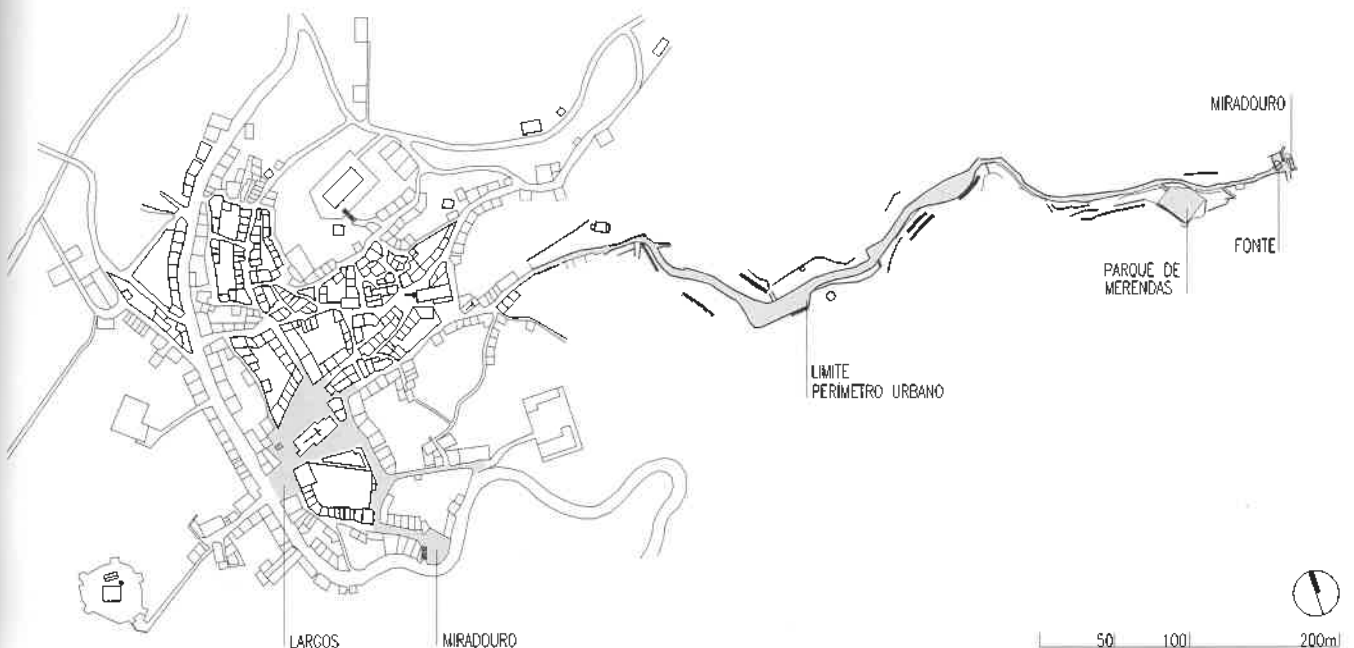 MIRADOURO
FONTE
PARQUE DE
MERENDAS
LIMITE
PERIMETRO URBANO
LARGOS
MIRADOURO
50 100 200m